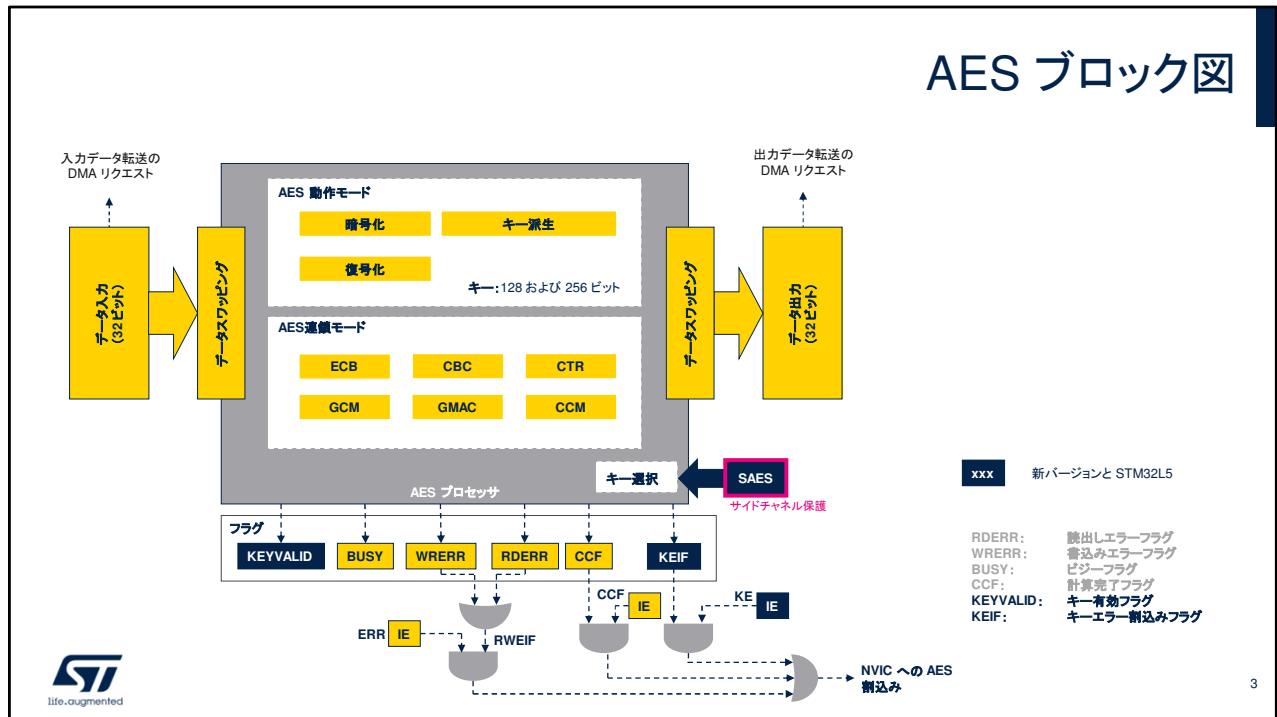 AES ブロック図
入力データ転送の
DMA リクエスト
出力データ転送の
DMA リクエスト
データ入力
(32ビット)
データスワッピング
AES 動作モード
暗号化
キー派生
復号化
キー：128 および 256 ビット
AES連鎖モード
ECB
CBC
CTR
GCM
GMAC
CCM
データスワッピング
データ出力
(32ビット)
キー選択
SAES
サイドチャネル保護
AES プロセッサ
xxx
新バージョンと STM32L5
フラグ
KEYVALID
BUSY
WRERR
RDERR
CCF
KEIF
RDERR： 読出しエラーフラグ
WRERR： 書込みエラーフラグ
BUSY： ビジーフラグ
CCF： 計算完了フラグ
KEYVALID： キー有効フラグ
KEIF： キーエラー割込みフラグ
CCF
IE
KE
IE
ERR
IE
RWEIF
NVIC への AES
割込み
ST
life.augmented
3